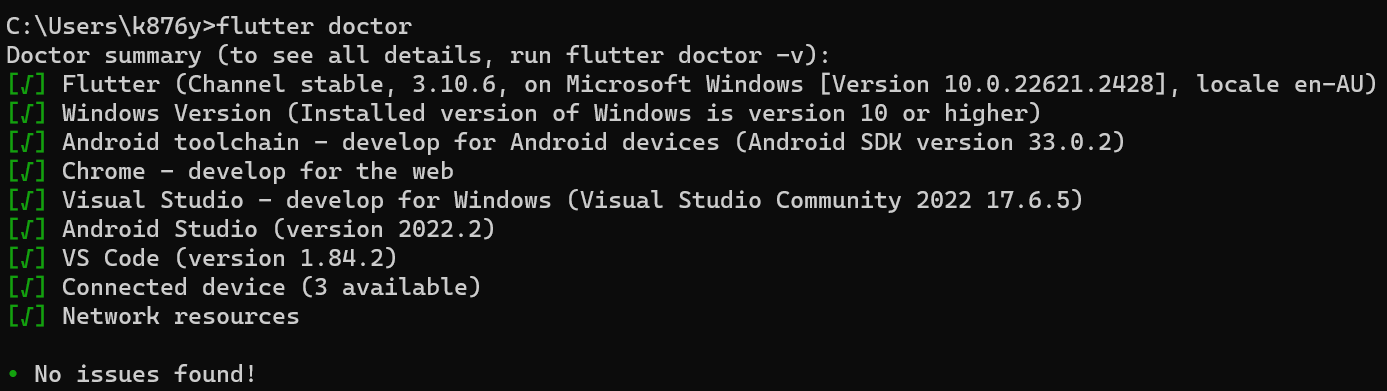 C:\Users\k876y>flutter doctor
Doctor summary (to see all details, run flutter doctor -v):
[√] Flutter (Channel stable, 3.10.6, on Microsoft Windows [Version 10.0.22621.2428], locale en-AU)
[√] Windows Version (Installed version of Windows is version 10 or higher)
[√] Android toolchain - develop for Android devices (Android SDK version 33.0.2)
[√] Chrome - develop for the web
[√] Visual Studio - develop for Windows (Visual Studio Community 2022 17.6.5)
[√] Android Studio (version 2022.2)
[√] VS Code (version 1.84.2)
[√] Connected device (3 available)
[√] Network resources
• No issues found!